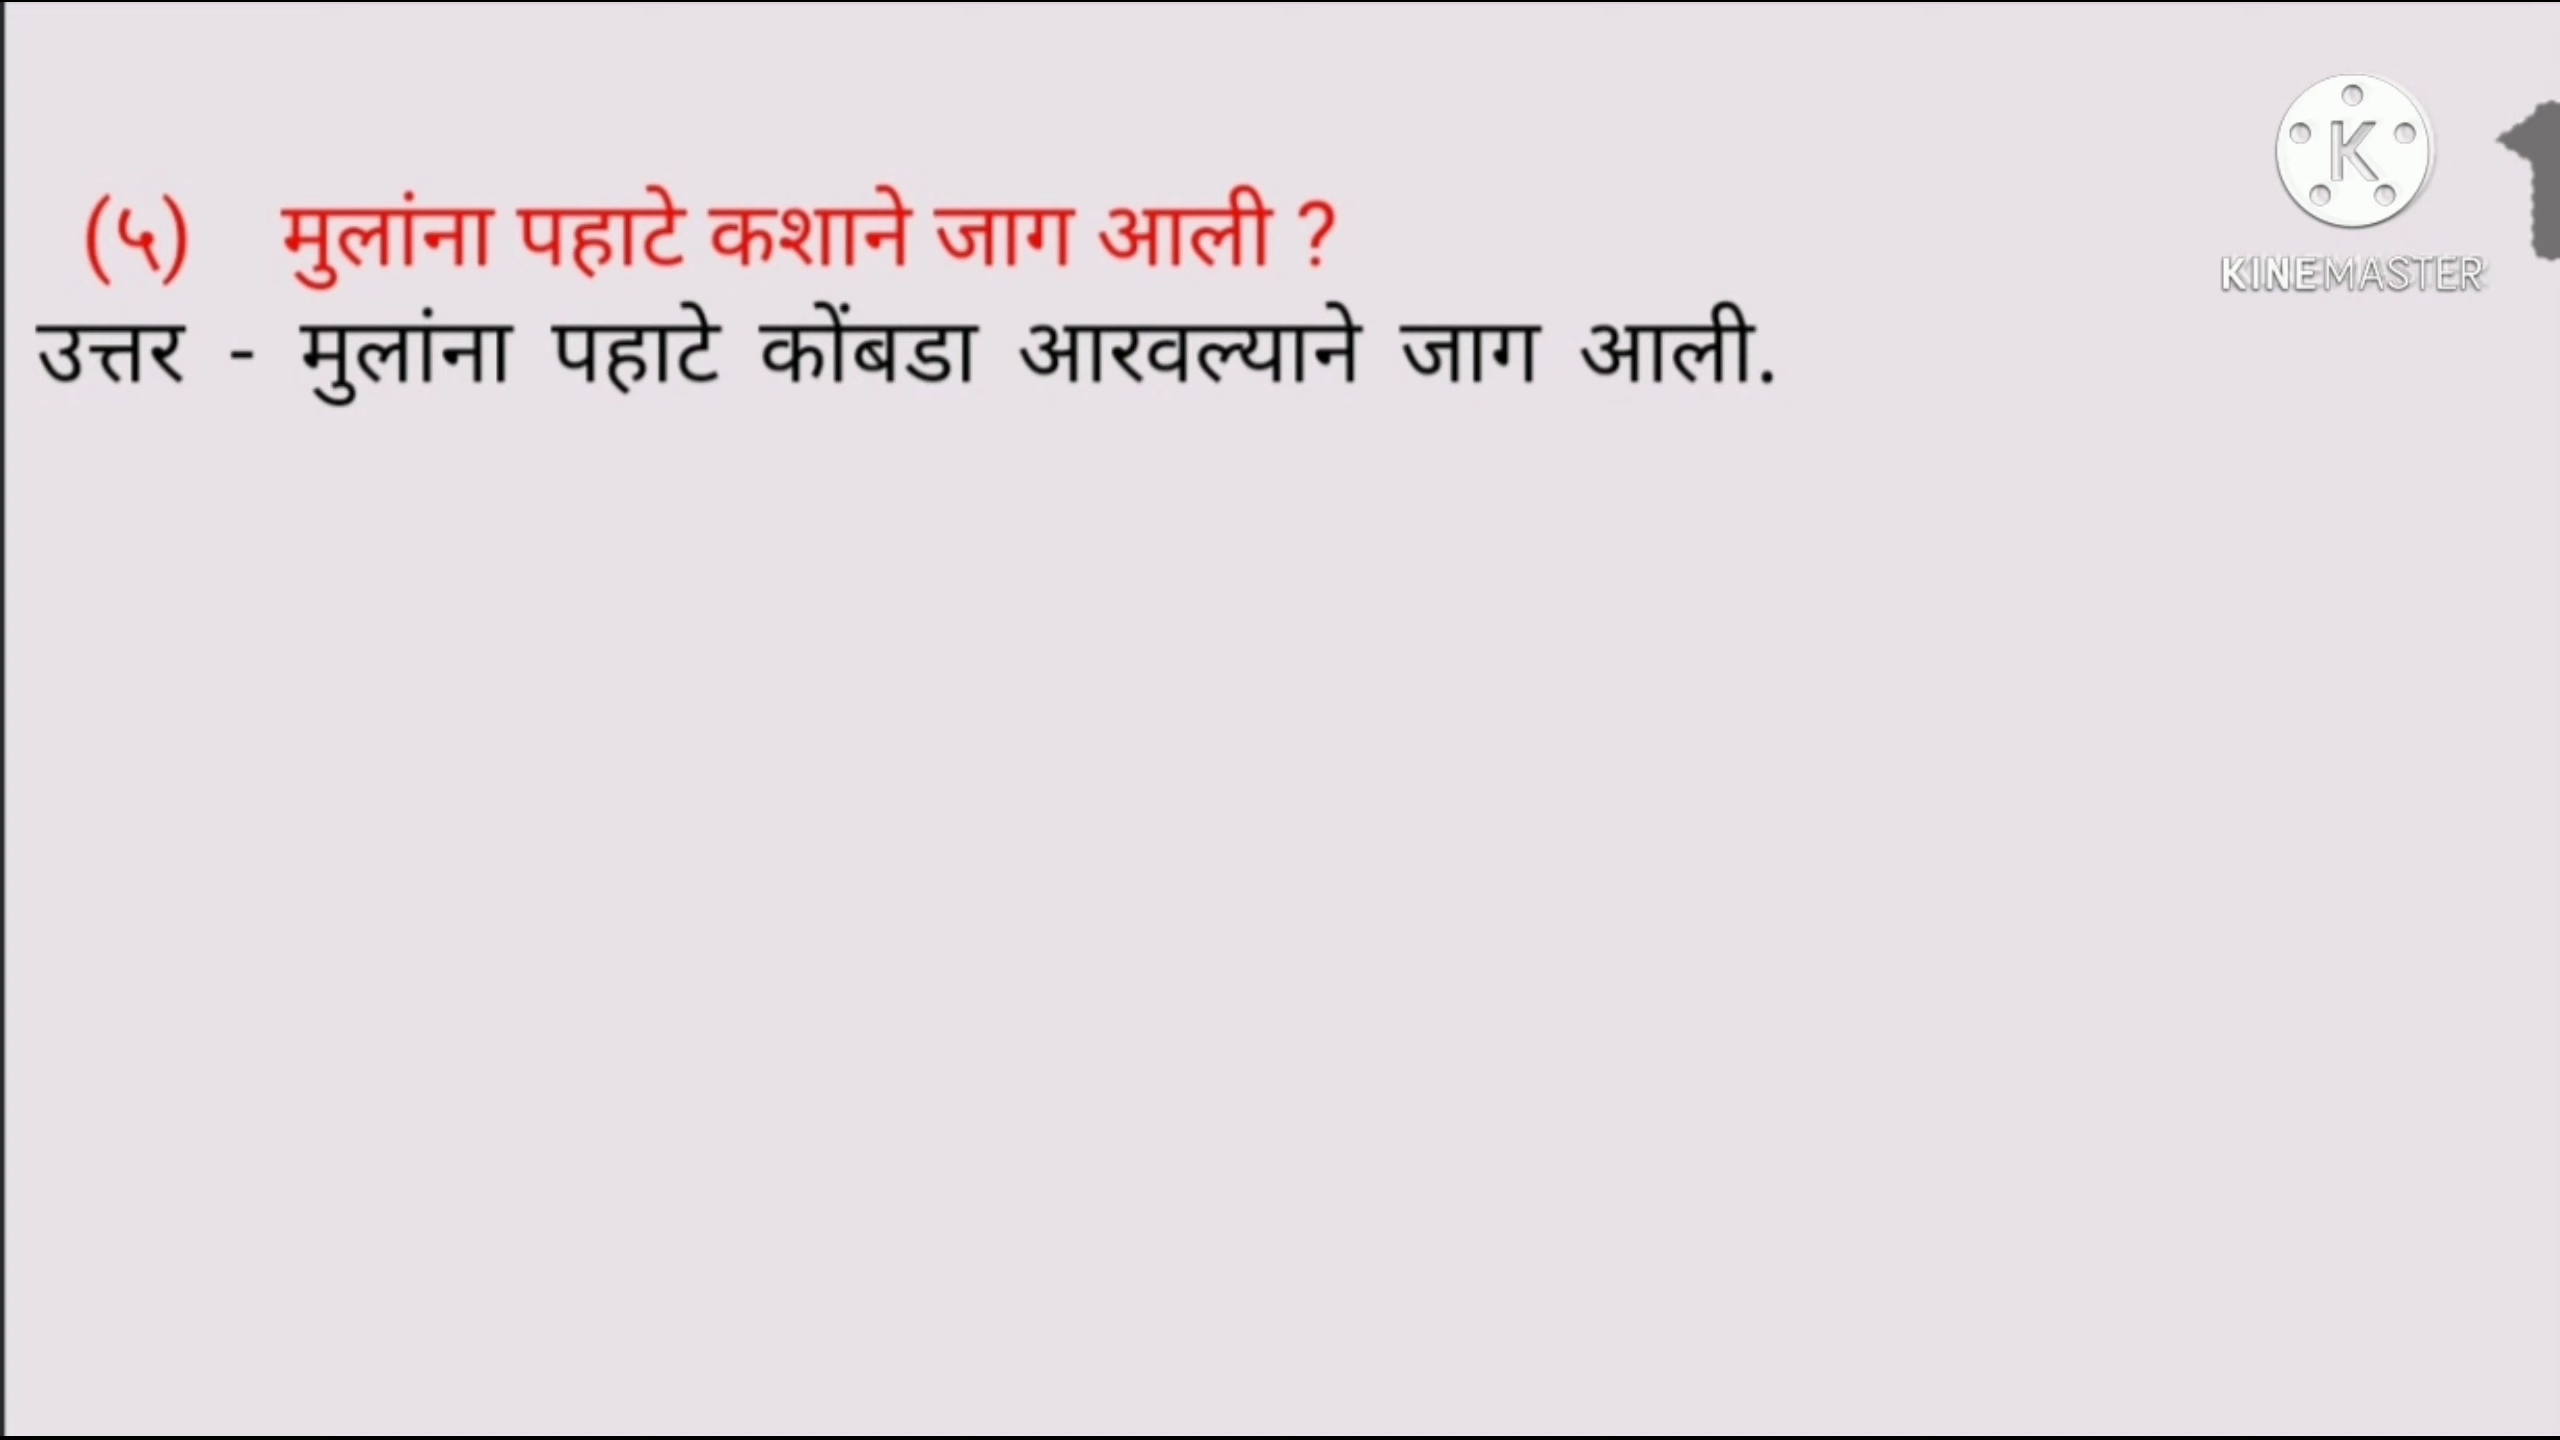 (५) मुलांना पहाटे कशाने जाग आली ?
उत्तर - मुलांना पहाटे कोंबडा आरवल्याने जाग आली.
K
KINEMASTER